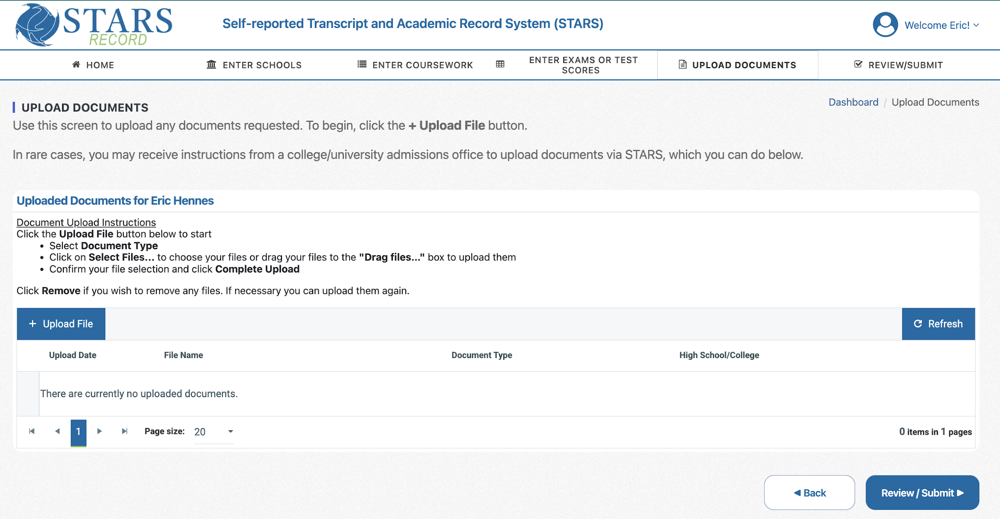 STARS
RECORD
Self-reported Transcript and Academic Record System (STARS)
Welcome Eric!
HOME
ENTER SCHOOLS
ENTER COURSEWORK
ENTER EXAMS OR TEST
SCORES
UPLOAD DOCUMENTS
REVIEW/SUBMIT
Dashboard / Upload Documents
UPLOAD DOCUMENTS
Use this screen to upload any documents requested. To begin, click the + Upload File button.
In rare cases, you may receive instructions from a college/university admissions office to upload documents via STARS, which you can do below.
Uploaded Documents for Eric Hennes
Document Upload Instructions
Click the Upload File button below to start
• Select Document Type
• Click on Select Files... to choose your files or drag your files to the "Drag files..." box to upload them
• Confirm your file selection and click Complete Upload
Click Remove if you wish to remove any files. If necessary you can upload them again.
+ Upload File
Refresh
Upload Date File Name Document Type High School/College
There are currently no uploaded documents.
1 Page size: 20
0 items in 1 pages
Back
Review / Submit